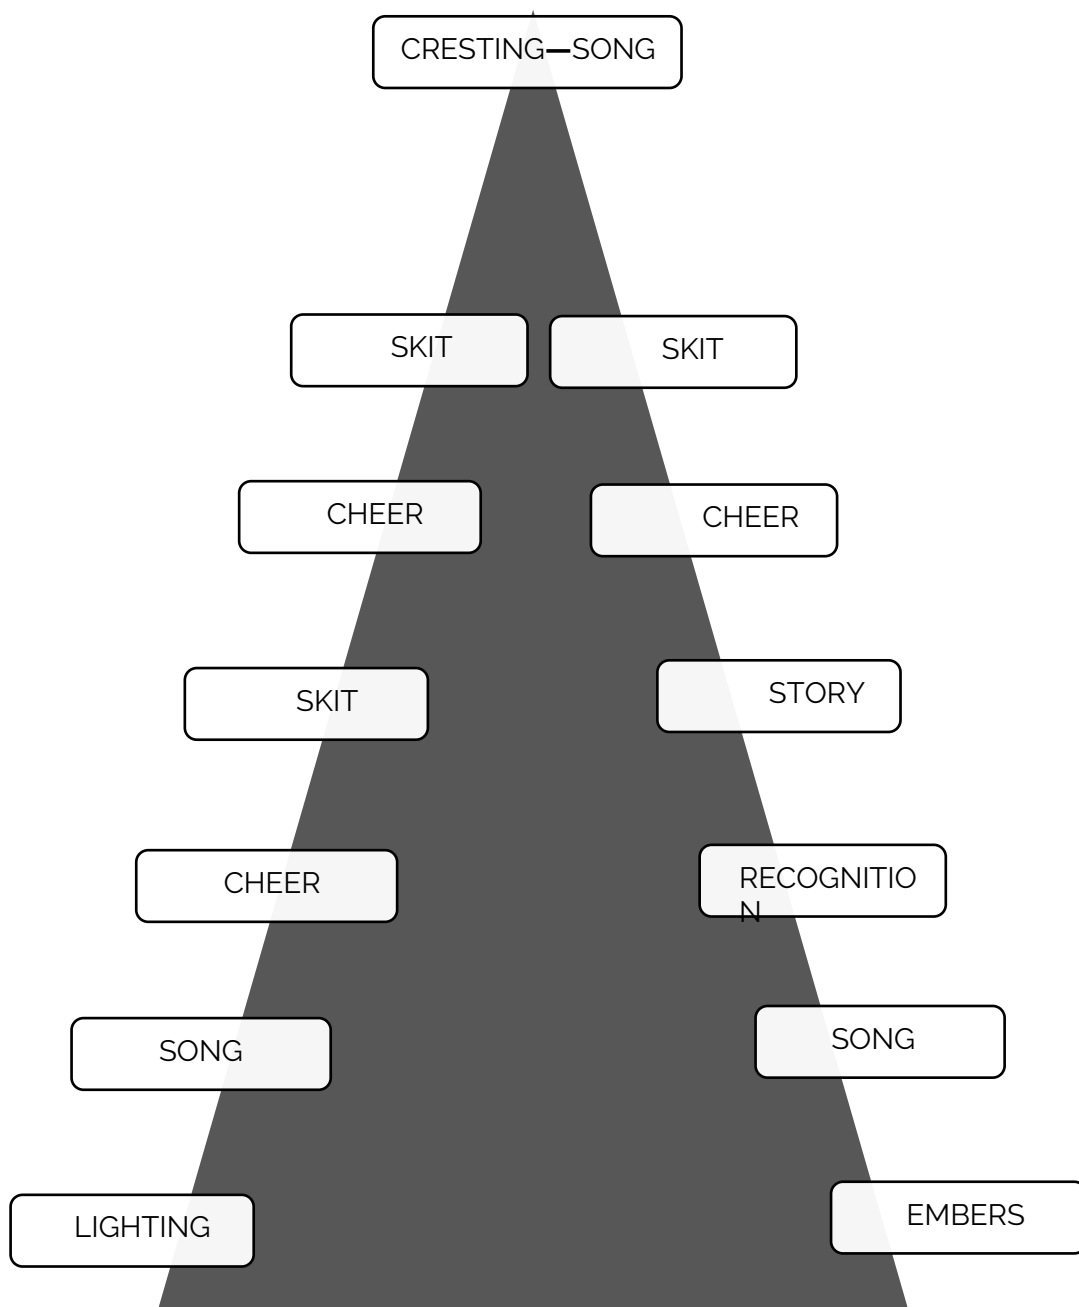 CRESTING—SONG
SKIT
SKIT
CHEER
CHEER
SKIT
STORY
CHEER
RECOGNITIO
N
SONG
SONG
LIGHTING
EMBERS